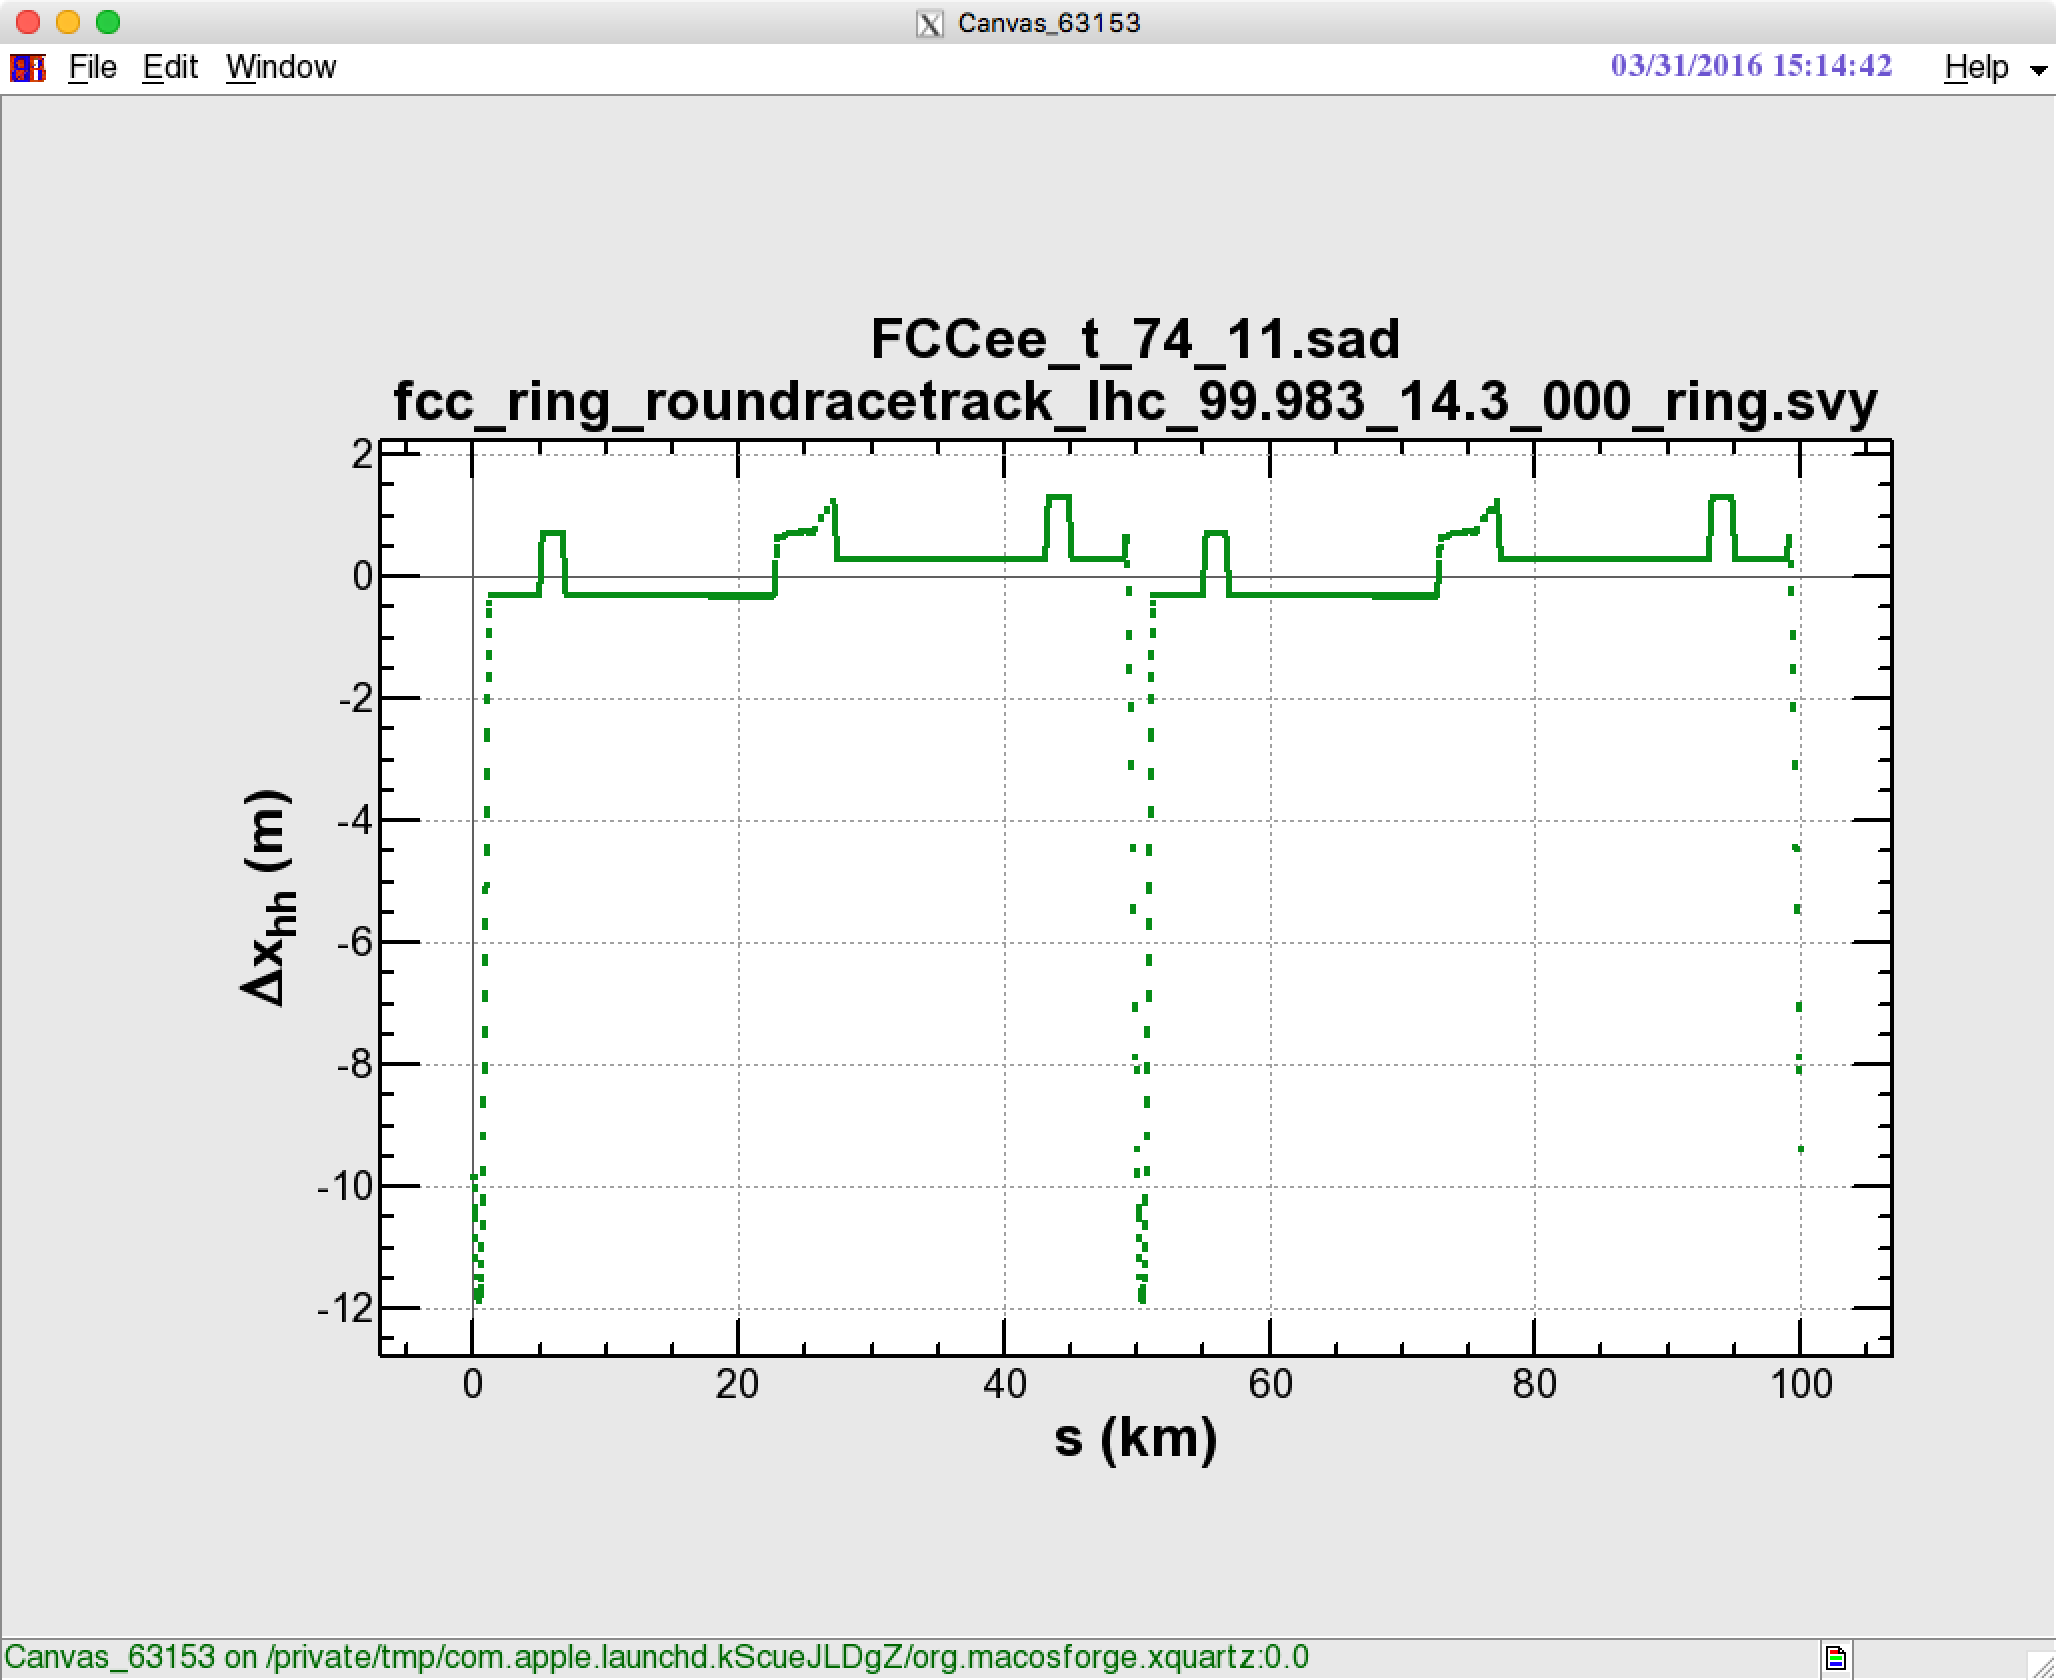 Canvas_63153
File Edit Window 03/31/2016 15:14:42 Help
FCCee_t_74_11.sad
fcc_ring_roundracetrack_lhc_99.983_14.3_000_ring.svy
2
0
-2
-4
-6
-8
-10
-12
Δxhh (m)
0 20 40 60 80 100
s (km)
Canvas_63153 on /private/tmp/com.apple.launchd.kScueJLDgZ/org.macosforge.xquartz:0.0